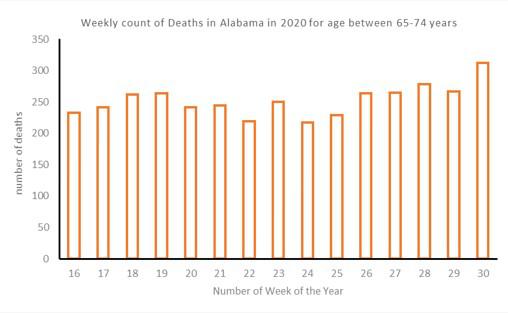 Weekly count of Deaths in Alabama in 2020 for age between 65-74 years
350
300
250
200
150
100
50
0
number of deaths
16 17 18 19 20 21 22 23 24 25 26 27 28 29 30
Number of Week of the Year